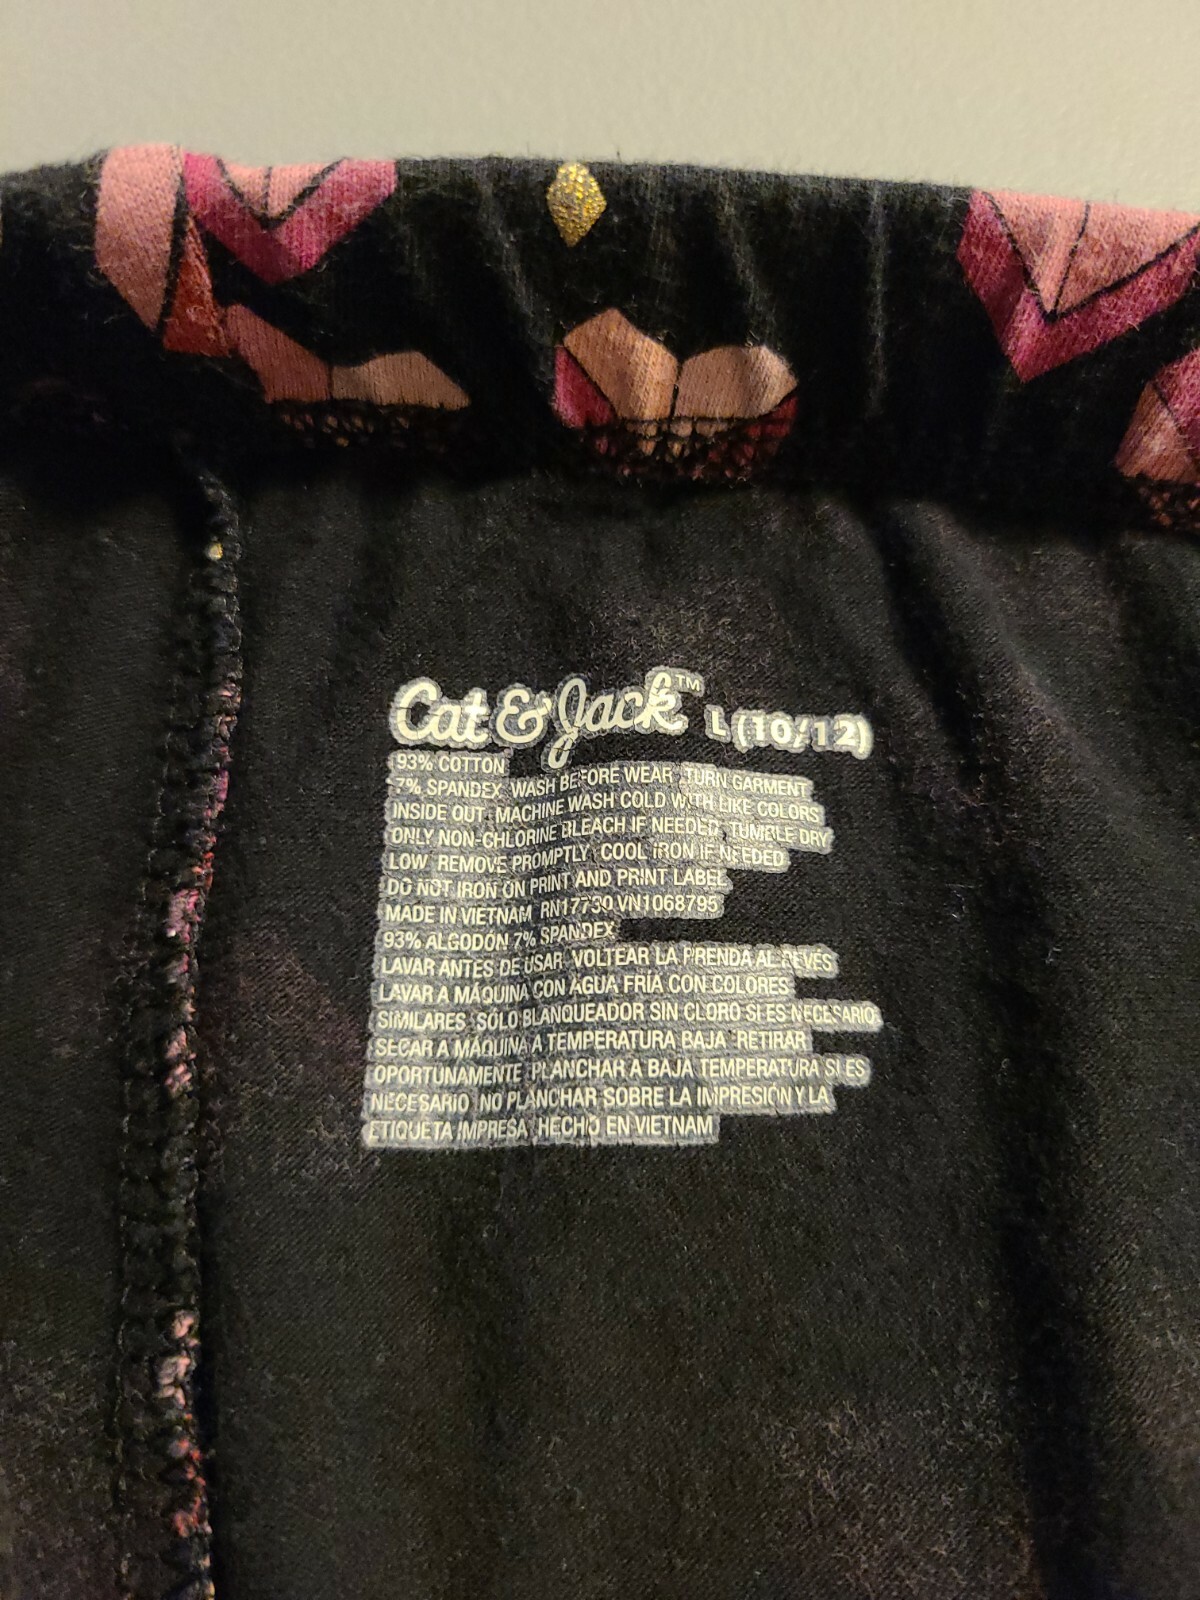 Cat & Jack™ L (10/12)
93% COTTON
7% SPANDEX WASH BEFORE WEAR TURN GARMENT
INSIDE OUT MACHINE WASH COLD WITH LIKE COLORS
ONLY NON-CHLORINE BLEACH IF NEEDED TUMBLE DRY
LOW REMOVE PROMPTLY COOL IRON IF NEEDED
DO NOT IRON ON PRINT AND PRINT LABEL
MADE IN VIETNAM RN17730 VN1068795
93% ALGODÓN 7% SPANDEX
LAVAR ANTES DE USAR VOLTEAR LA PRENDA AL REVÉS
LAVAR A MÁQUINA CON AGUA FRÍA CON COLORES
SIMILARES SÓLO BLANQUEADOR SIN CLORO SI ES NECESARIO
SECAR A MÁQUINA A TEMPERATURA BAJA RETIRAR
OPORTUNAMENTE PLANCHAR A BAJA TEMPERATURA SI ES
NECESARIO NO PLANCHAR SOBRE LA IMPRESIÓN Y LA
ETIQUETA IMPRESA HECHO EN VIETNAM